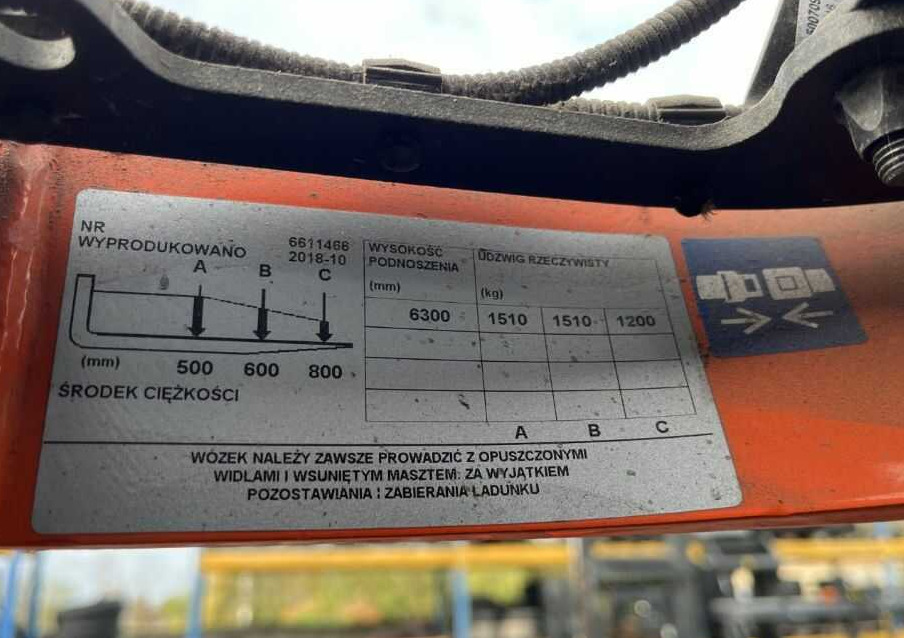 NR 6611466
WYPRODUKOWANO 2018-10
A B C
(mm) 500 600 800
ŚRODEK CIĘŻKOŚCI
WYSOKOŚĆ PODNOSZENIA (mm)
UDZWIG RZECZYWISTY (kg)
6300 1510 1510 1200
A B C
WÓZEK NALEŻY ZAWSZE PROWADZIĆ Z OPUSZCZONYMI
WIDLAMI I WSUNIĘTYM MASZTEM: ZA WYJĄTKIEM
POZOSTAWIANIA I ZABIERANIA ŁADUNKU